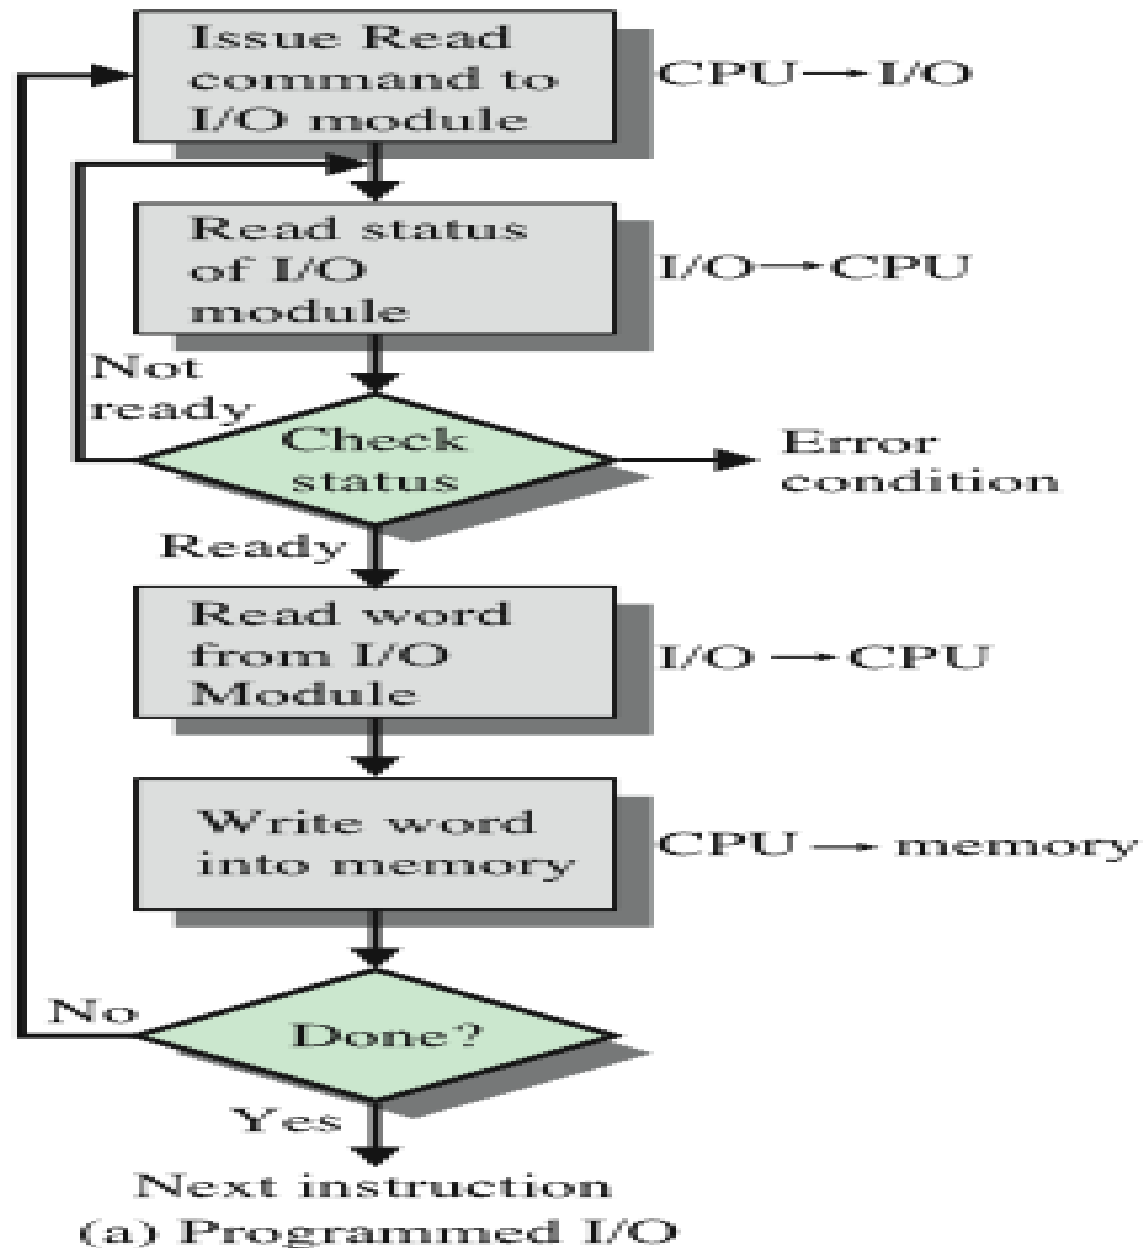 Issue Read
command to
I/O module
CPU → I/O
Read status
of I/O
module
I/O → CPU
Not
ready
Check
status
Error
condition
Ready
Read word
from I/O
Module
I/O → CPU
Write word
into memory
CPU → memory
No
Done?
Yes
Next instruction
(a) Programmed I/O